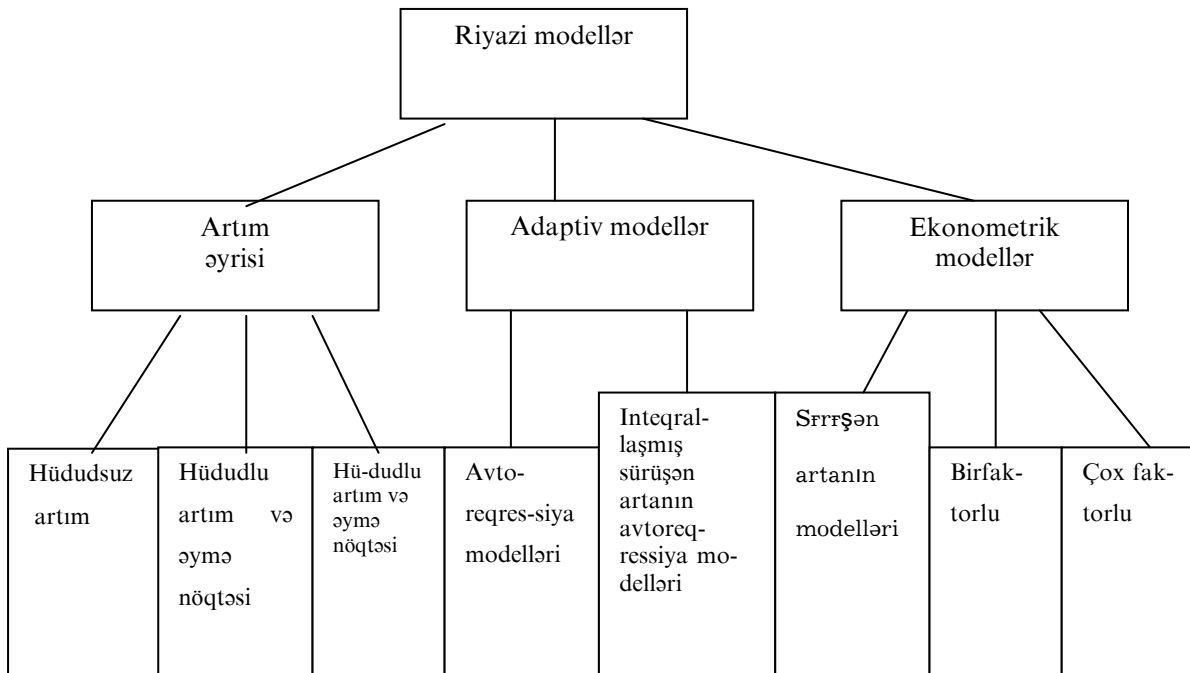 Riyazi modellər
Artım
əyrisi
Adaptiv modellər
Ekonometrik
modellər
Hüdudsuz
artım
Hüdudlu
artım və
əymə
nöqtəsi
Hü-dudlu
artım və
əymə
nöqtəsi
Avto-
reqres-siya
modelləri
Inteqral-
laşmış
sürüşən
artanın
avtoreq-
ressiya mo-
delləri
Sғrrғşən
artanın
modelləri
Birfak-
torlu
Çox fak-
torlu